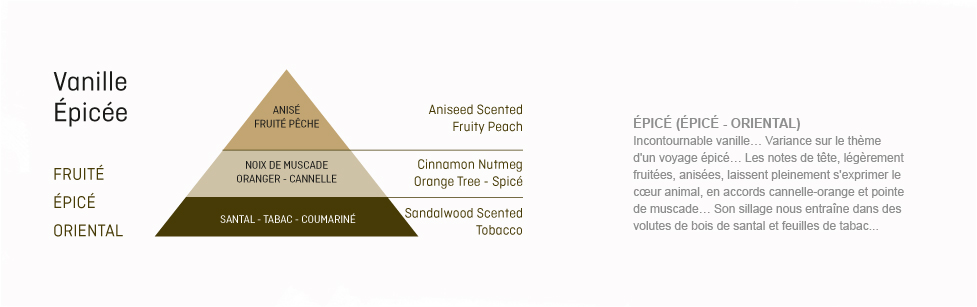 Vanille
Épicée
FRUITÉ
ÉPICÉ
ORIENTAL
ANISÉ
FRUITÉ PÊCHE
NOIX DE MUSCADE
ORANGER - CANNELLE
SANTAL - TABAC - COUMARINÉ
Aniseed Scented
Fruity Peach
Cinnamon Nutmeg
Orange Tree - Spicé
Sandalwood Scented
Tobacco
ÉPICÉ (ÉPICÉ - ORIENTAL)
Incontournable vanille… Variance sur le thème
d'un voyage épicé… Les notes de tête, légèrement
fruitées, anisées, laissent pleinement s'exprimer le
cœur animal, en accords cannelle-orange et pointe
de muscade… Son sillage nous entraîne dans des
volutes de bois de santal et feuilles de tabac...